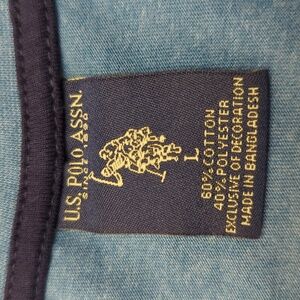 U.S. POLO ASSN.
SINCE 1890
L
60% COTTON
40% POLYESTER
EXCLUSIVE OF DECORATION
MADE IN BANGLADESH